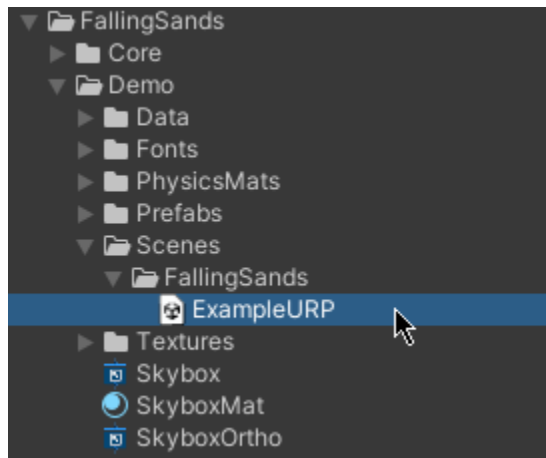 FallingSands
Core
Demo
Data
Fonts
PhysicsMats
Prefabs
Scenes
FallingSands
ExampleURP
Textures
Skybox
SkyboxMat
SkyboxOrtho